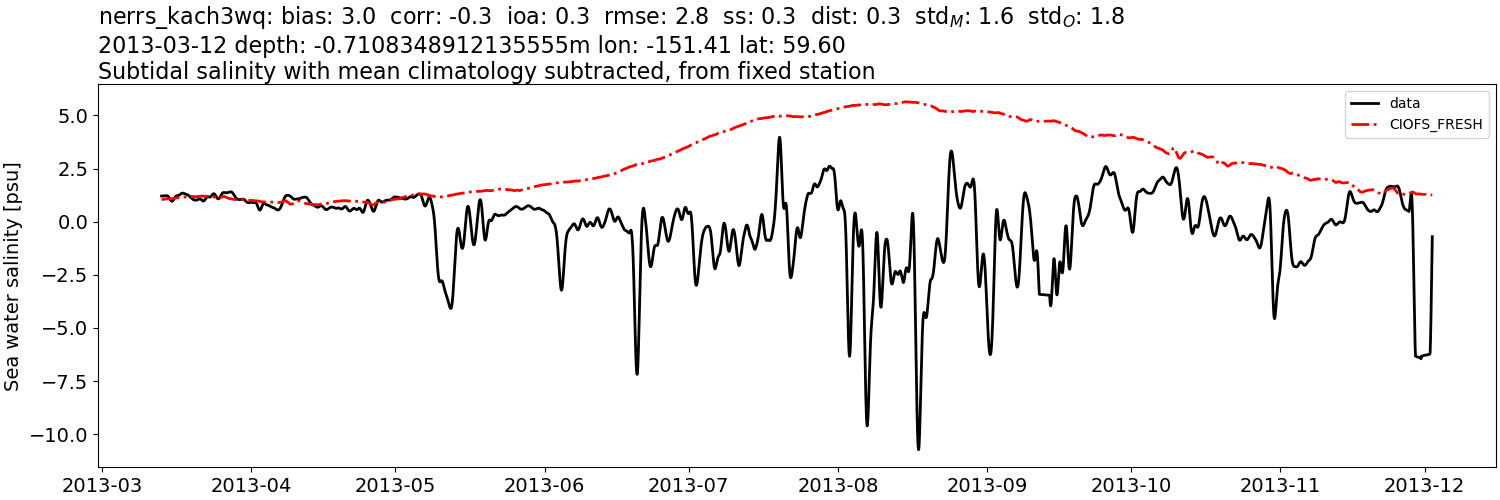 nerrs_kach3wq: bias: 3.0  corr: -0.3  ioa: 0.3  rmse: 2.8  ss: 0.3  dist: 0.3  std_M: 1.6  std_O: 1.8
2013-03-12 depth: -0.7108348912135555m lon: -151.41 lat: 59.60
Subtidal salinity with mean climatology subtracted, from fixed station
Sea water salinity [psu]
5.0
2.5
0.0
−2.5
−5.0
−7.5
−10.0
data
CIOFS_FRESH
2013-03 2013-04 2013-05 2013-06 2013-07 2013-08 2013-09 2013-10 2013-11 2013-12